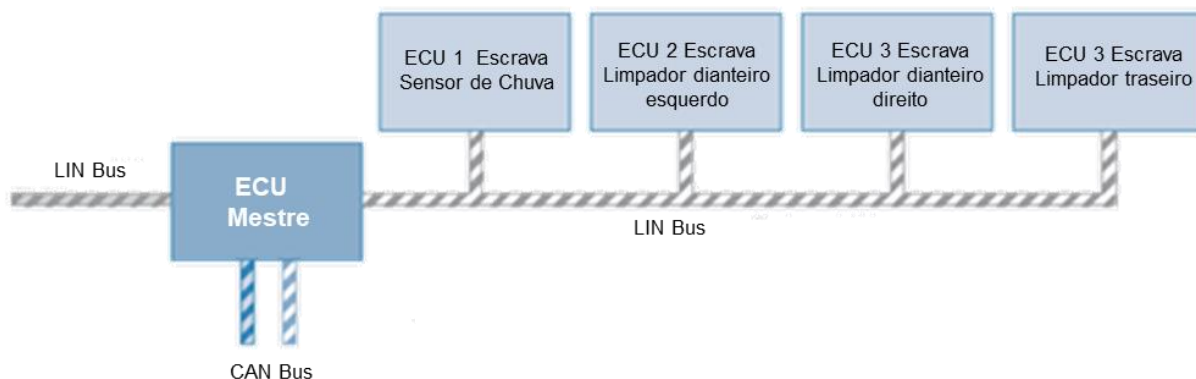 ECU 1 Escrava
Sensor de Chuva
ECU 2 Escrava
Limpador dianteiro
esquerdo
ECU 3 Escrava
Limpador dianteiro
direito
ECU 3 Escrava
Limpador traseiro
LIN Bus
ECU
Mestre
LIN Bus
CAN Bus